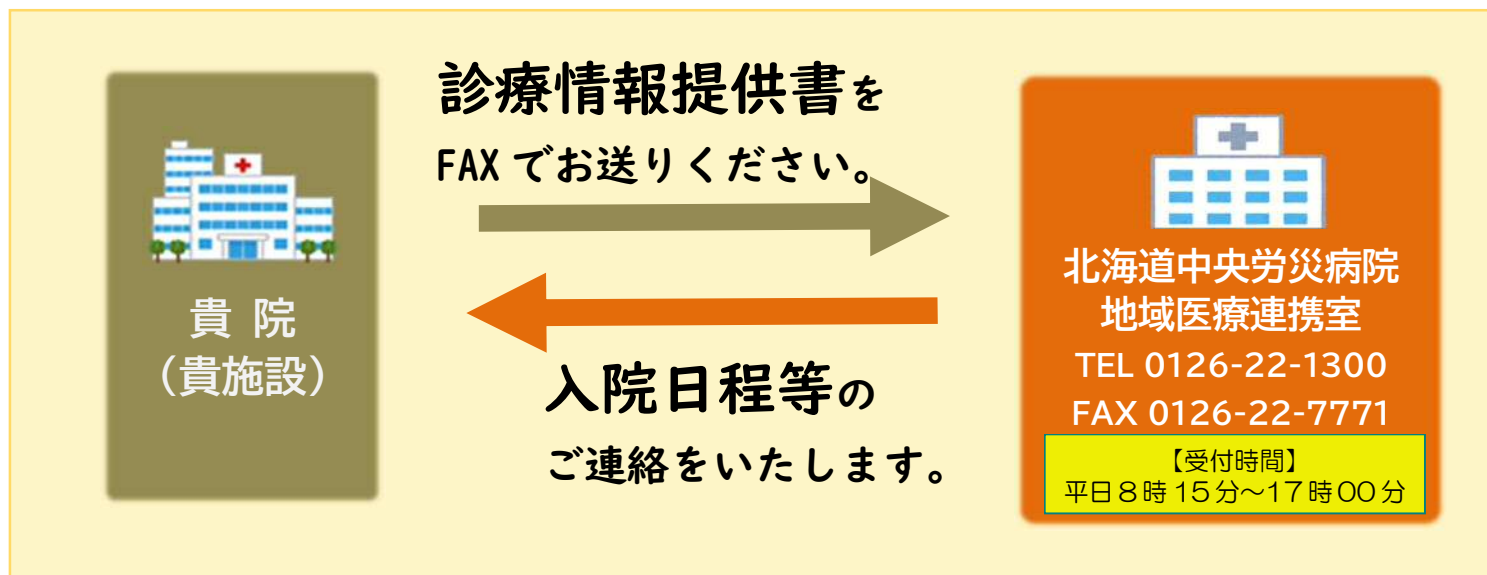 診療情報提供書を
FAXでお送りください。
貴 院
（貴施設）
入院日程等の
ご連絡をいたします。
北海道中央労災病院
地域医療連携室
TEL 0126-22-1300
FAX 0126-22-7771
【受付時間】
平日8時15分～17時00分